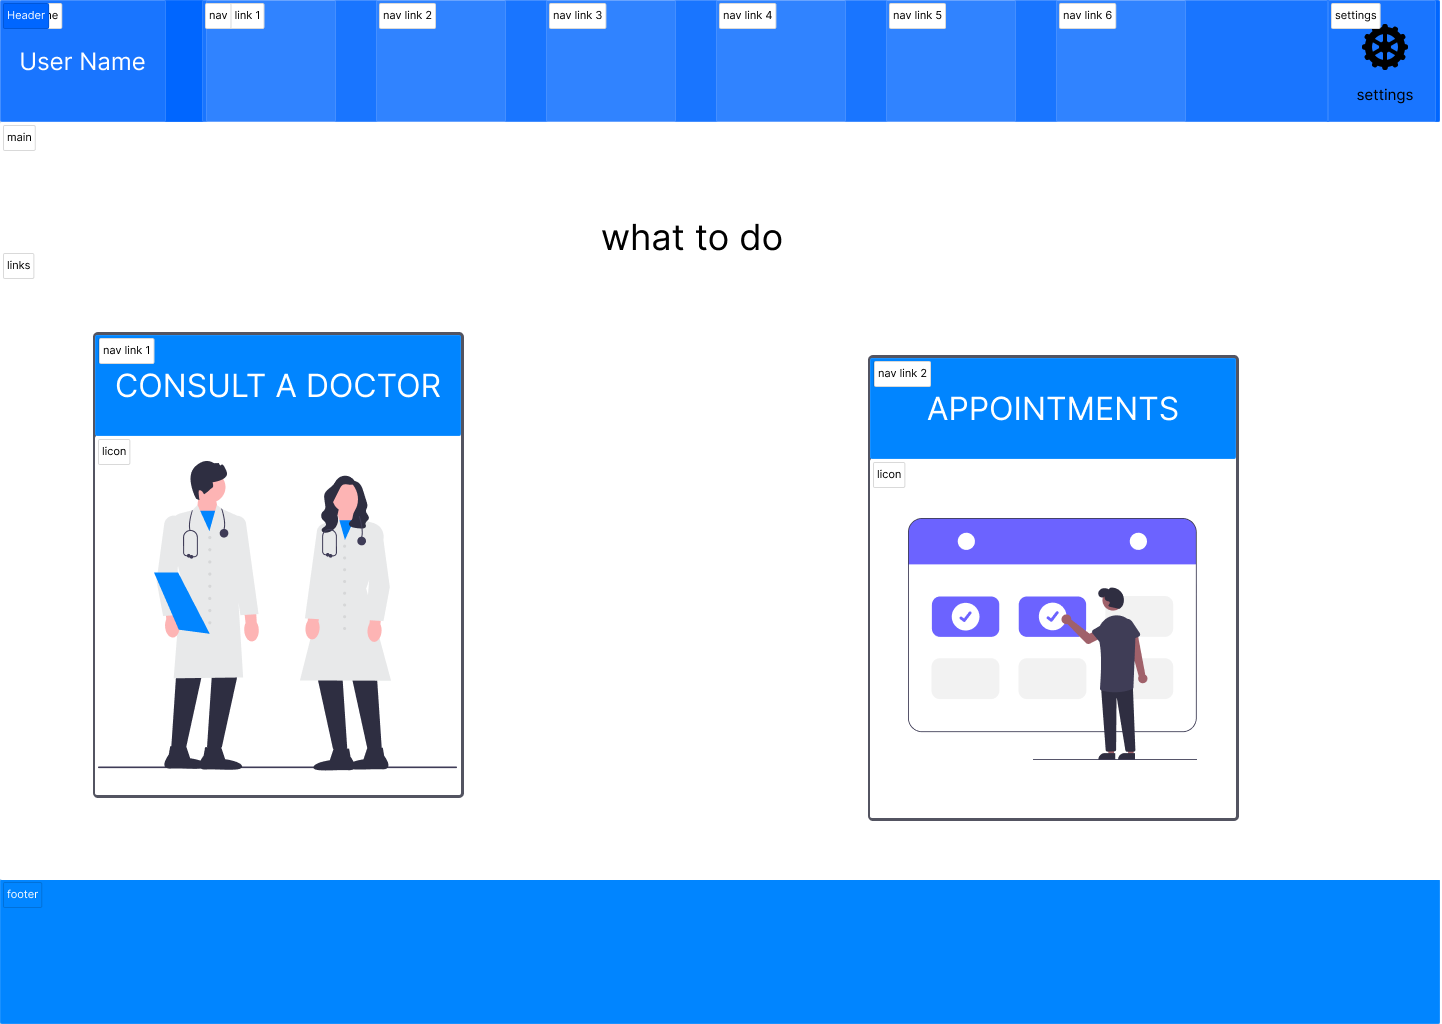 Header
nav link 1
nav link 2
nav link 3
nav link 4
nav link 5
nav link 6
settings
User Name
settings
main
what to do
links
nav link 1
CONSULT A DOCTOR
licon
nav link 2
APPOINTMENTS
licon
footer